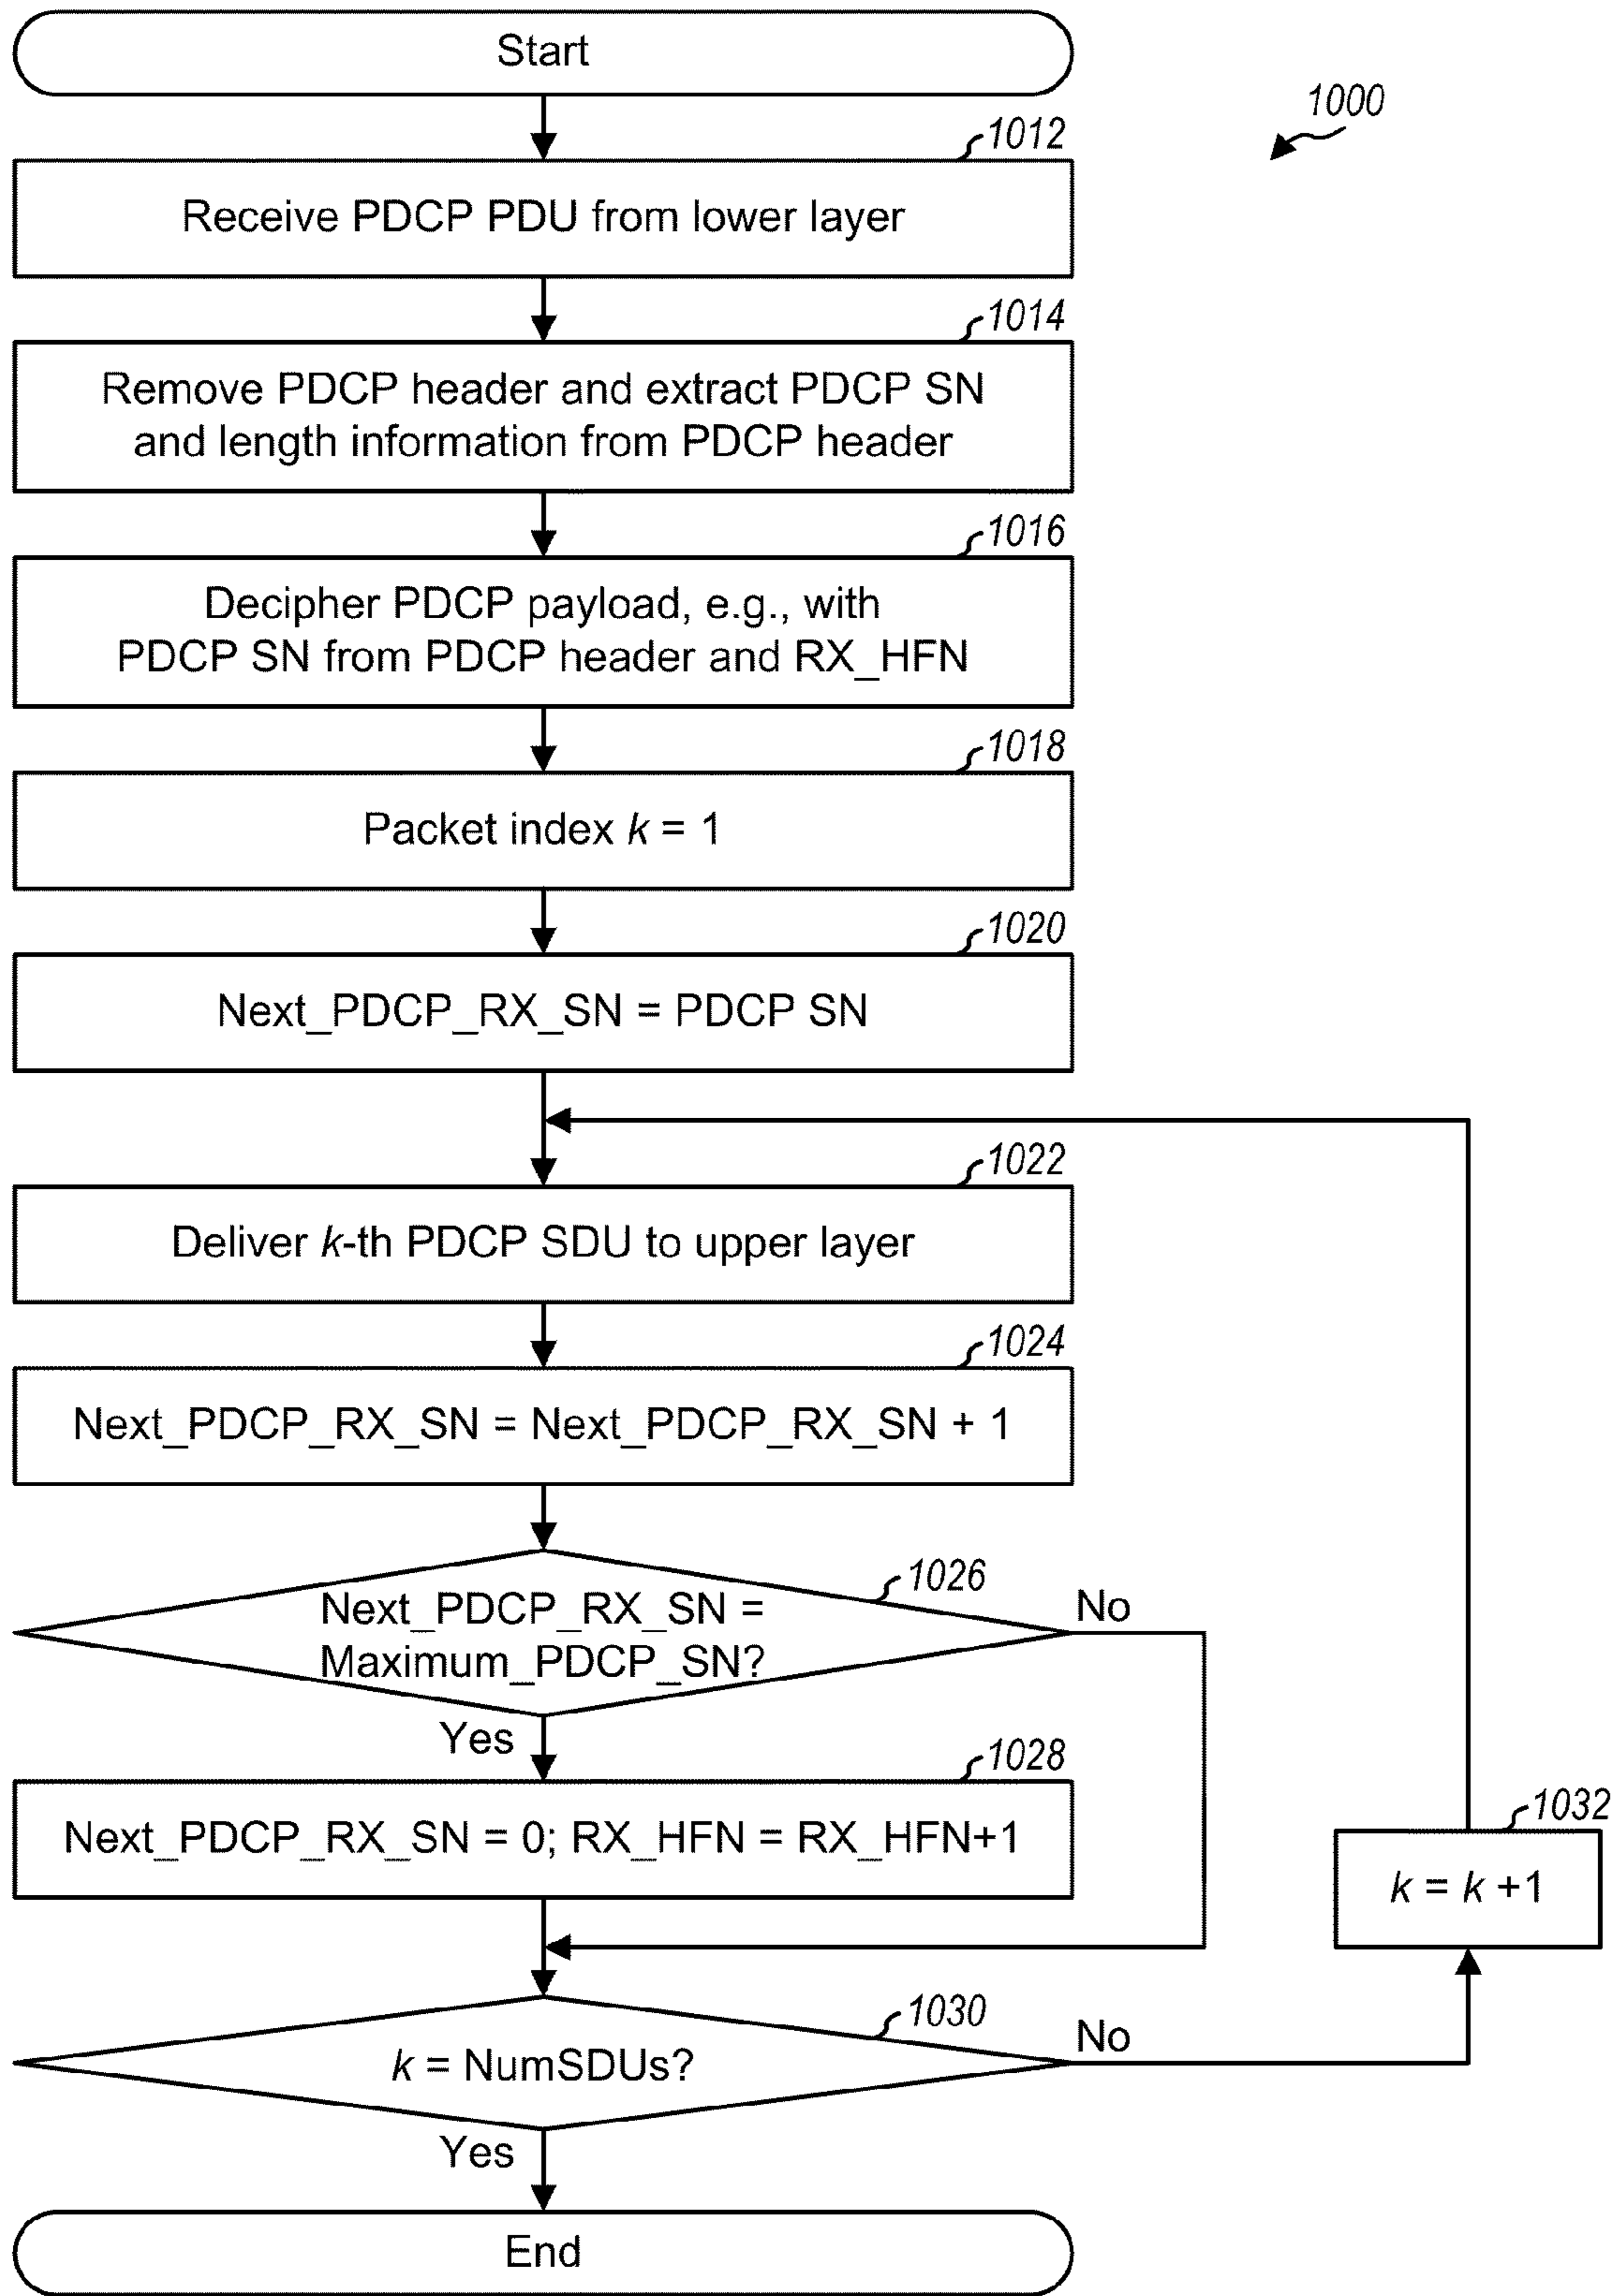 Start
1000
1012
Receive PDCP PDU from lower layer
1014
Remove PDCP header and extract PDCP SN
and length information from PDCP header
1016
Decipher PDCP payload, e.g., with
PDCP SN from PDCP header and RX_HFN
1018
Packet index k = 1
1020
Next_PDCP_RX_SN = PDCP SN
1022
Deliver k-th PDCP SDU to upper layer
1024
Next_PDCP_RX_SN = Next_PDCP_RX_SN + 1
1026
Next_PDCP_RX_SN =
Maximum_PDCP_SN?
No
Yes
1028
Next_PDCP_RX_SN = 0; RX_HFN = RX_HFN+1
1032
k = k +1
1030
k = NumSDUs?
No
Yes
End